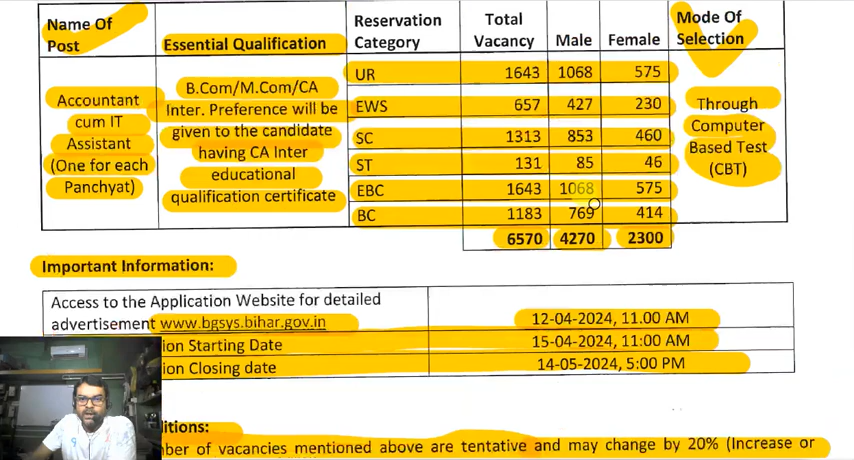 Name Of Post | Essential Qualification | Reservation Category | Total Vacancy | Male | Female | Mode Of Selection
Accountant cum IT Assistant (One for each Panchyat) | B.Com/M.Com/CA Inter. Preference will be given to the candidate having CA Inter educational qualification certificate | UR | 1643 | 1068 | 575 | Through Computer Based Test (CBT)
EWS | 657 | 427 | 230
SC | 1313 | 853 | 460
ST | 131 | 85 | 46
EBC | 1643 | 1068 | 575
BC | 1183 | 769 | 414
6570 | 4270 | 2300
Important Information:
Access to the Application Website for detailed
advertisement www.bgsys.bihar.gov.in | 12-04-2024, 11.00 AM
ion Starting Date | 15-04-2024, 11:00 AM
ion Closing date | 14-05-2024, 5:00 PM
ditions:
ber of vacancies mentioned above are tentative and may change by 20% (Increase or